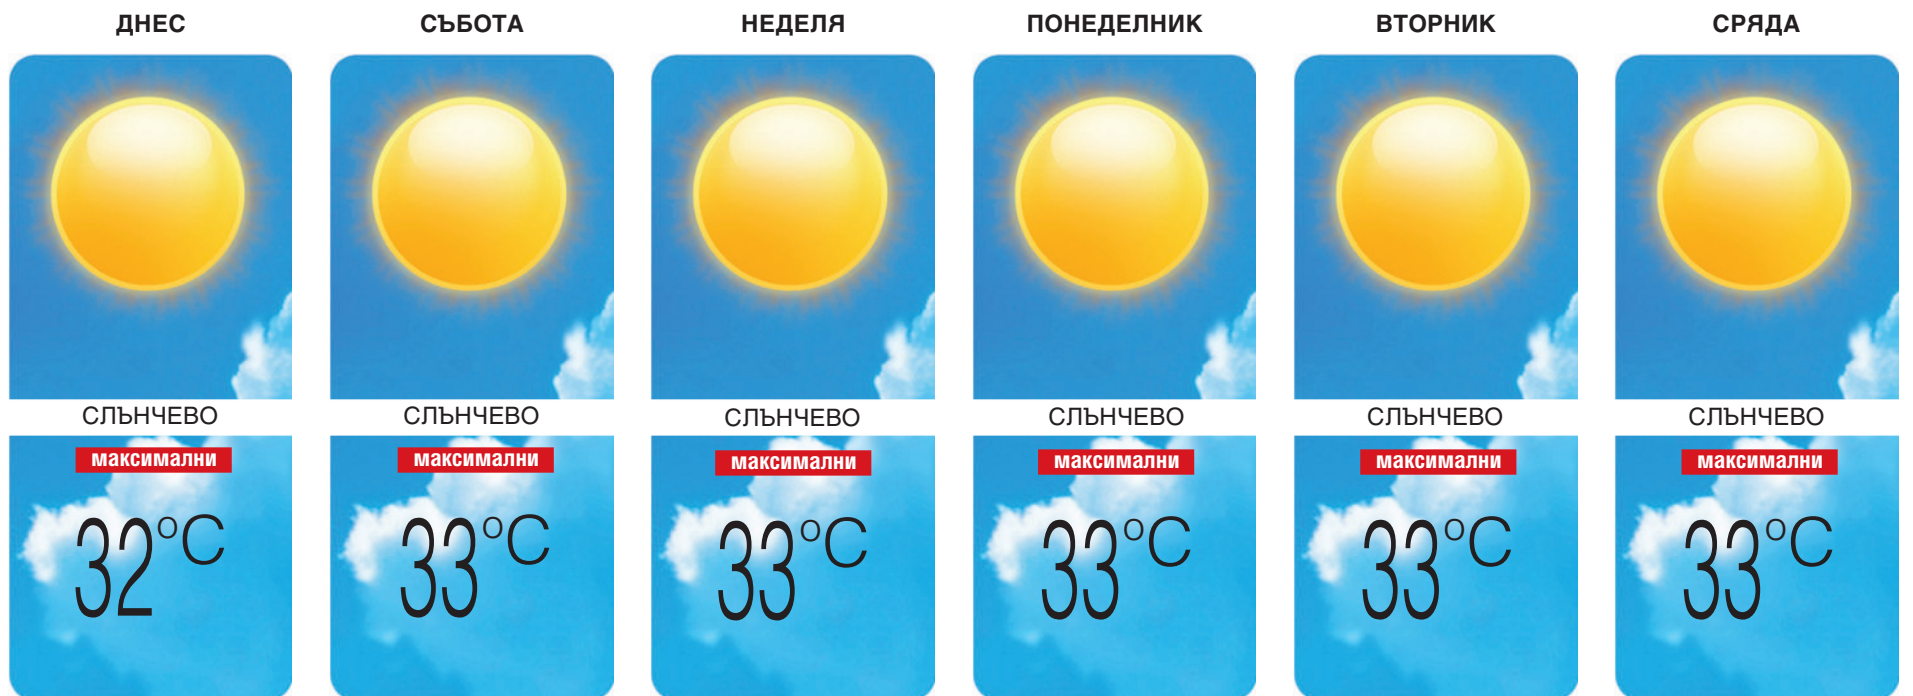 ДНЕС
СЪБОТА
НЕДЕЛЯ
ПОНЕДЕЛНИК
ВТОРНИК
СРЯДА
СЛЪНЧЕВО
СЛЪНЧЕВО
СЛЪНЧЕВО
СЛЪНЧЕВО
СЛЪНЧЕВО
СЛЪНЧЕВО
максимални
максимални
максимални
максимални
максимални
максимални
32°C
33°C
33°C
33°C
33°C
33°C